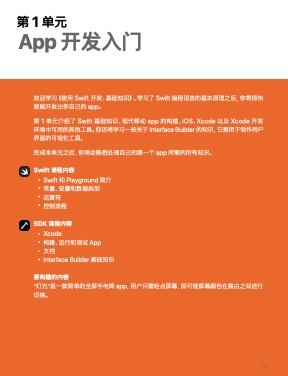 第 1 单元
App 开发入门
欢迎学习《使用 Swift 开发: 基础知识》。学习了 Swift 编程语言的基本原理之后, 你将很快
就能开发出你自己的 app。
第 1 单元介绍了 Swift 基础知识、现代移动 app 的构建、iOS、Xcode 以及 Xcode 开发
环境中可用的其他工具。你还将学习一些关于 Interface Builder 的知识, 它是用于制作用户
界面的可视化工具。
完成本单元之后, 你将会熟悉处理自己的第一个 app 所需的所有知识。
Swift 课程内容
• Swift 和 Playground 简介
• 常量、变量和数据类型
• 运算符
• 控制流程
SDK 课程内容
• Xcode
• 构建、运行和调试 App
• 文档
• Interface Builder 基础知识
要构建的内容
“灯光”是一款简单的全屏手电筒 app, 用户只需轻点屏幕, 即可使屏幕颜色在黑白之间进行
切换。